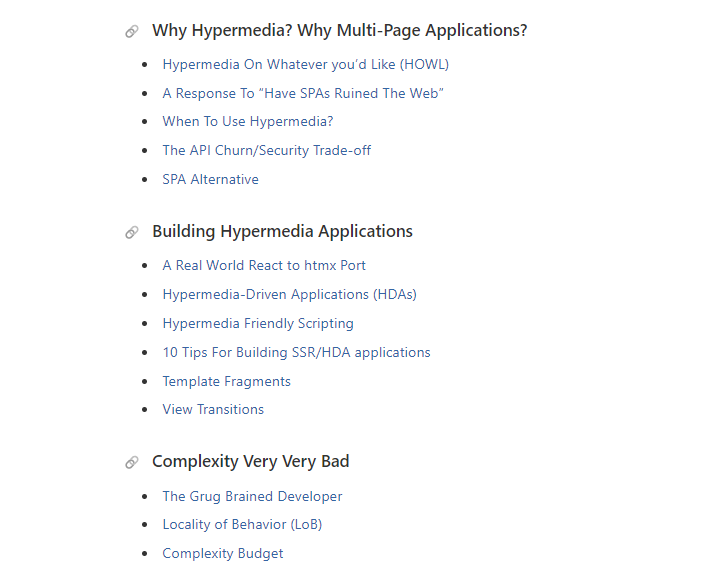 Why Hypermedia? Why Multi-Page Applications?
Hypermedia On Whatever you’d Like (HOWL)
A Response To “Have SPAs Ruined The Web”
When To Use Hypermedia?
The API Churn/Security Trade-off
SPA Alternative
Building Hypermedia Applications
A Real World React to htmx Port
Hypermedia-Driven Applications (HDAs)
Hypermedia Friendly Scripting
10 Tips For Building SSR/HDA applications
Template Fragments
View Transitions
Complexity Very Very Bad
The Grug Brained Developer
Locality of Behavior (LoB)
Complexity Budget